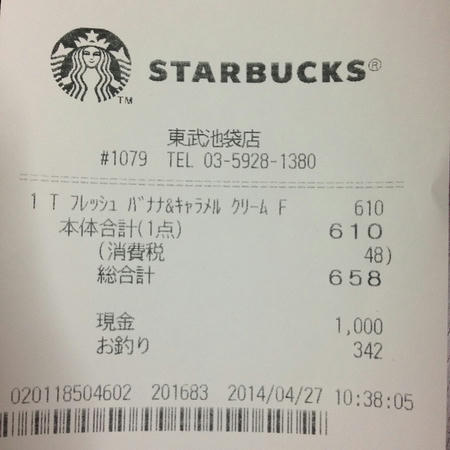 STARBUCKS®
TM
東武池袋店
#1079 TEL 03-5928-1380
1 T フレッシュ バナナ&キャラメル クリーム F 610
本体合計(1点) 610
(消費税 48)
総合計 658
現金 1,000
お釣り 342
020118504602 201683 2014/04/27 10:38:05